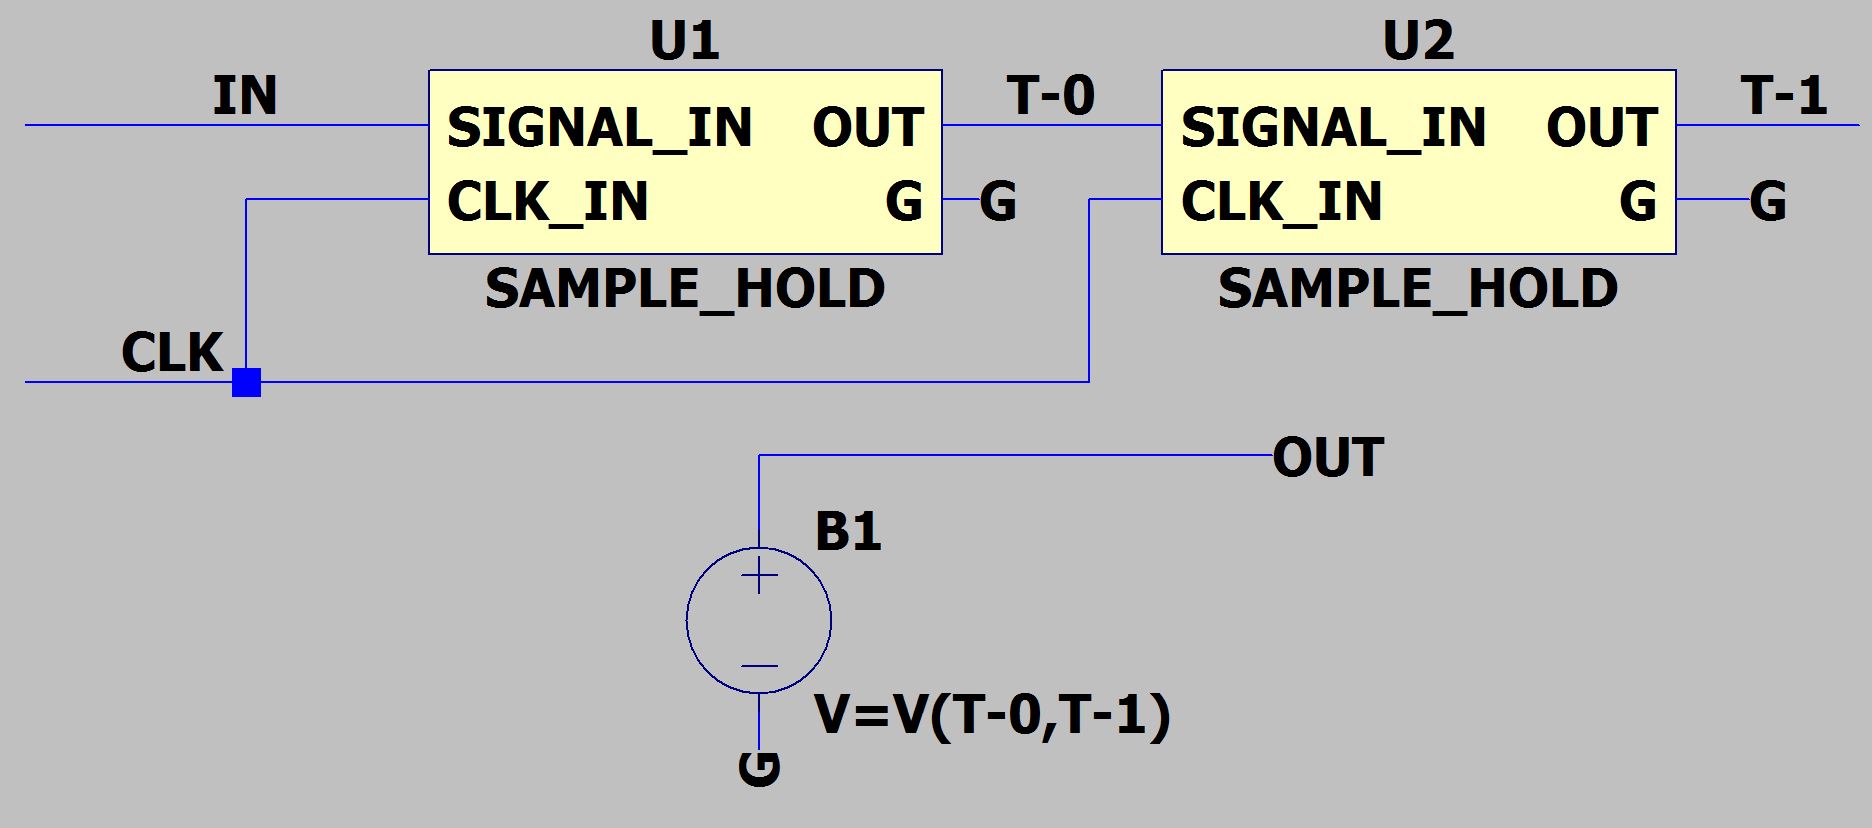 U1
U2
IN
T-0
T-1
SIGNAL_IN OUT
SIGNAL_IN OUT
CLK_IN G
G
CLK_IN G
G
SAMPLE_HOLD
SAMPLE_HOLD
CLK
OUT
B1
V=V(T-0,T-1)
G